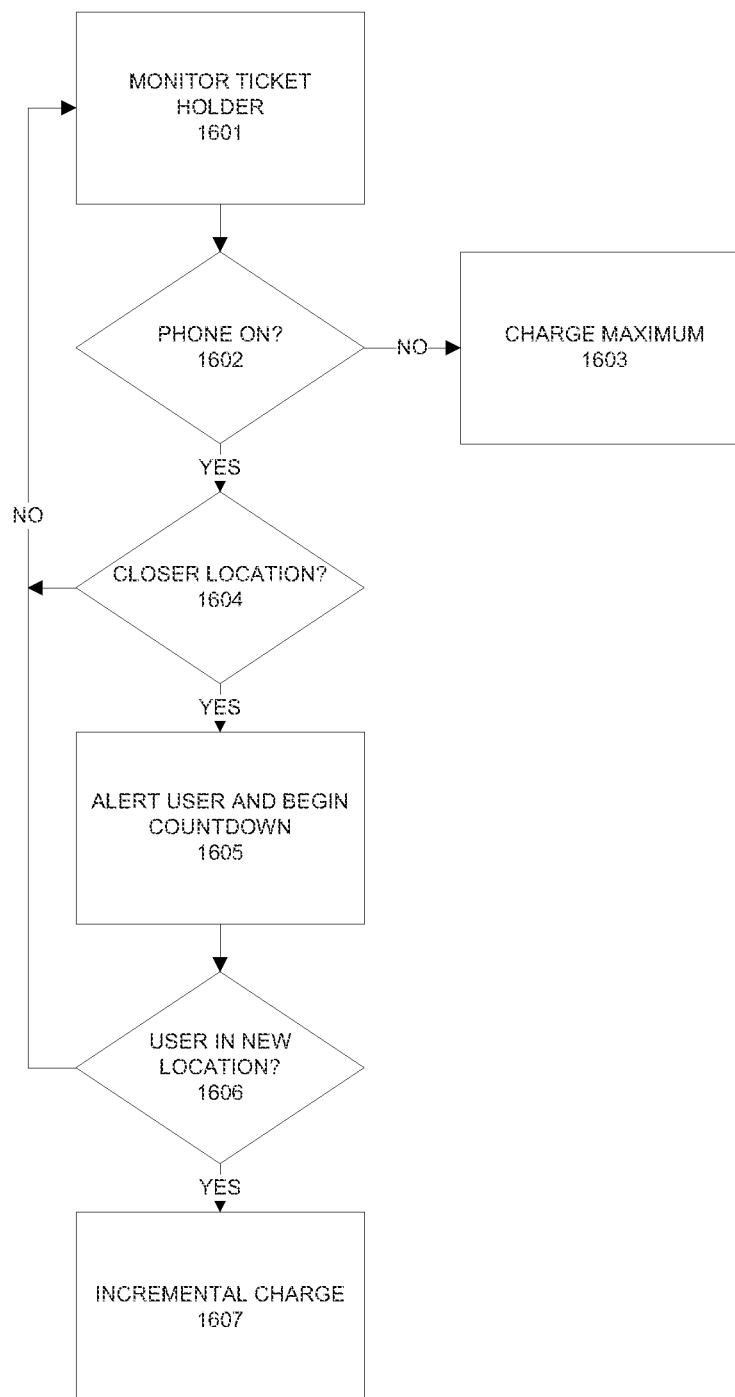 MONITOR TICKET
HOLDER
1601
PHONE ON?
1602
NO
CHARGE MAXIMUM
1603
YES
NO
CLOSER LOCATION?
1604
YES
ALERT USER AND BEGIN
COUNTDOWN
1605
USER IN NEW
LOCATION?
1606
YES
INCREMENTAL CHARGE
1607